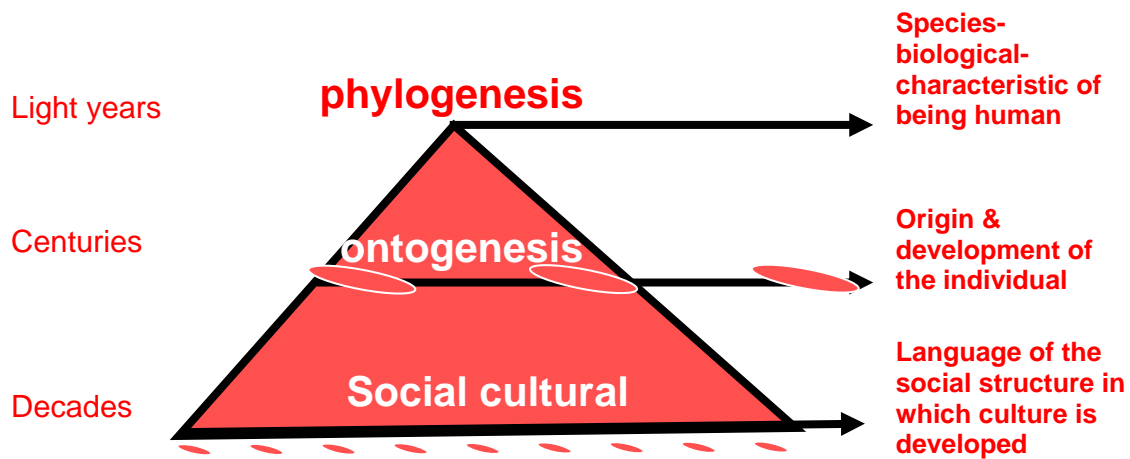 Species-
biological-
characteristic of
being human
phylogenesis
Light years
Centuries
ontogenesis
Origin &
development of
the individual
Decades
Social cultural
Language of the
social structure in
which culture is
developed